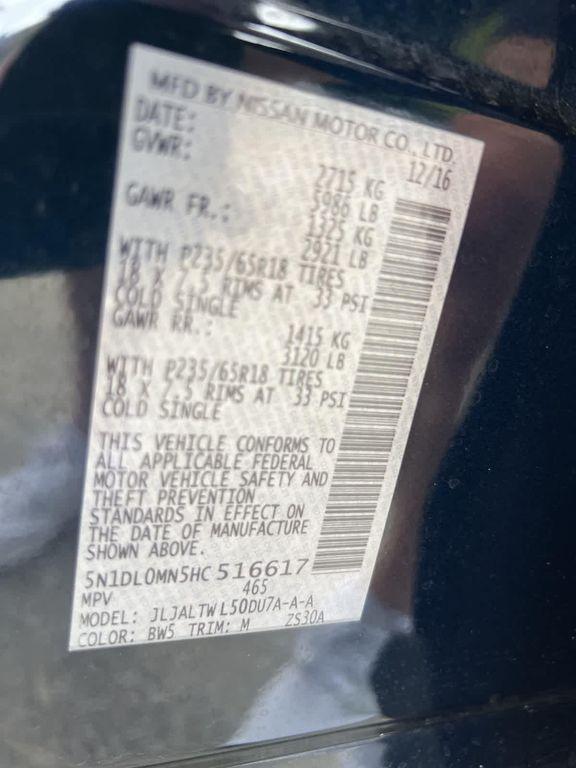 MFD BY NISSAN MOTOR CO., LTD.
DATE: 12/16
GVWR: 2715 KG
5986 LB
GAWR FR.: 1325 KG
2921 LB
WITH P235/65R18 TIRES
18 X 7.5 RIMS AT 33 PSI
COLD SINGLE
GAWR RR.: 1415 KG
3120 LB
WITH P235/65R18 TIRES
18 X 7.5 RIMS AT 33 PSI
COLD SINGLE
THIS VEHICLE CONFORMS TO
ALL APPLICABLE FEDERAL
MOTOR VEHICLE SAFETY AND
THEFT PREVENTION
STANDARDS IN EFFECT ON
THE DATE OF MANUFACTURE
5N1DL0MN5HC 516617
MPV 465
MODEL: JLJALTW L50DU7A-A-A
COLOR: BW5 TRIM: M ZS30A